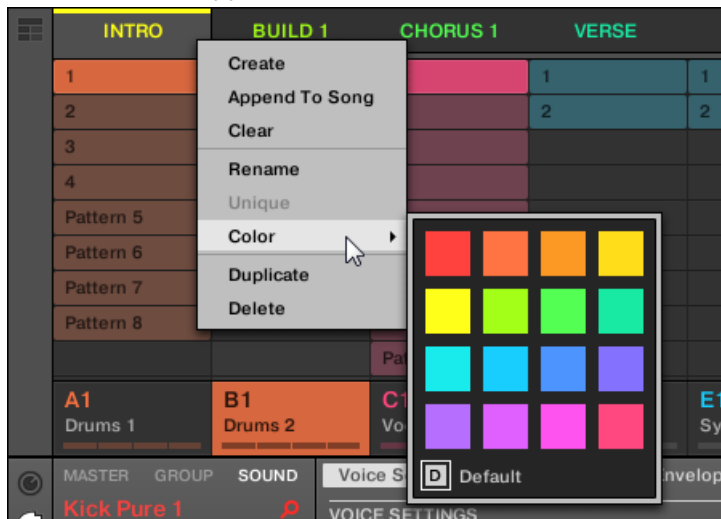 INTRO BUILD 1 CHORUS 1 VERSE
1 1 1
2 2 2
3
4
Pattern 5
Pattern 6
Pattern 7
Pattern 8
Create
Append To Song
Clear
Rename
Unique
Color
Duplicate
Delete
D Default
A1 B1 E1
Drums 1 Drums 2
MASTER GROUP SOUND
Kick Pure 1 VOICE SETTINGS